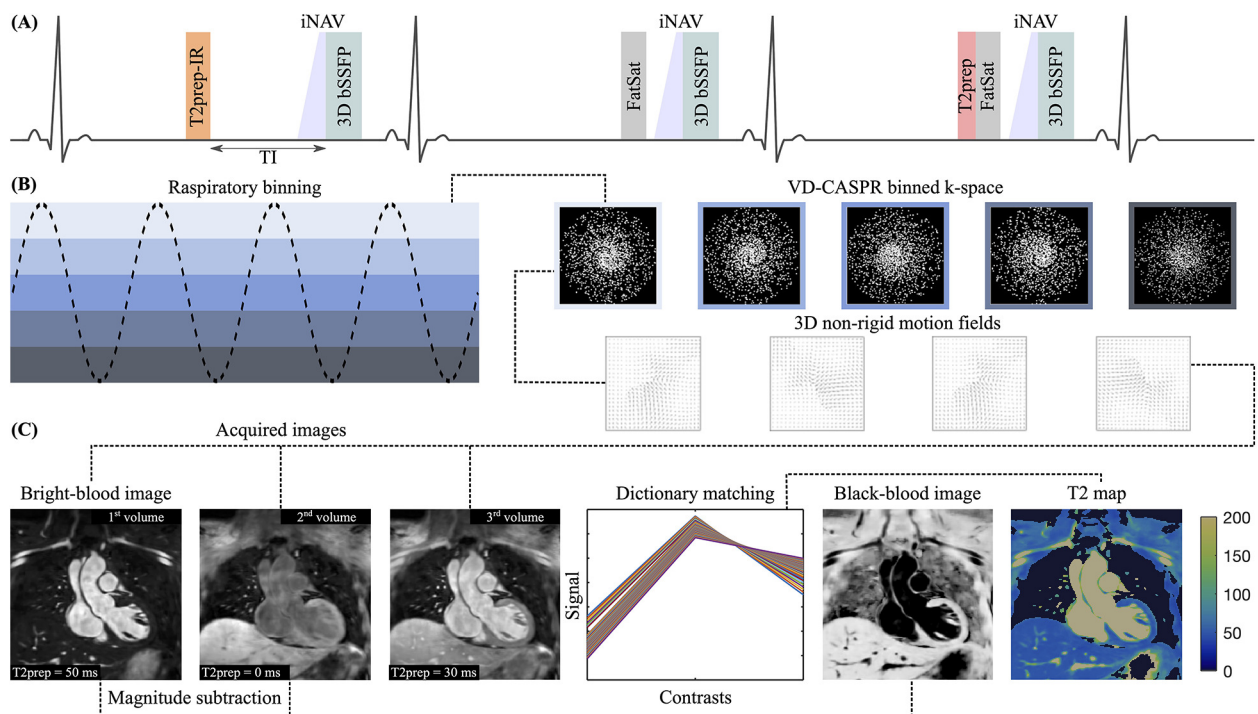 (A)
iNAV
iNAV
iNAV
T2prep-IR
3D bSSFP
FatSat
3D bSSFP
T2prep
FatSat
3D bSSFP
TI
(B)
Raspiratory binning
VD-CASPR binned k-space
3D non-rigid motion fields
(C)
Acquired images
Bright-blood image
Dictionary matching
Black-blood image
T2 map
1st volume
2nd volume
3rd volume
200
150
100
50
0
Signal
T2prep = 50 ms
T2prep = 0 ms
T2prep = 30 ms
Magnitude subtraction
Contrasts